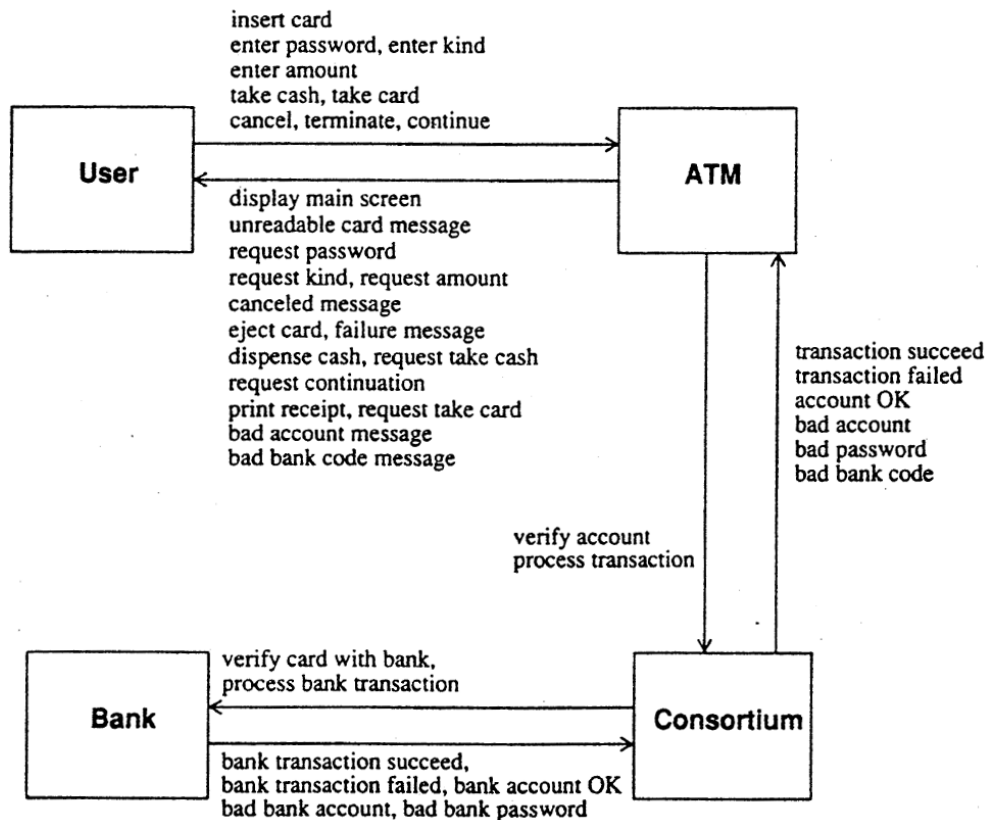 insert card
enter password, enter kind
enter amount
take cash, take card
cancel, terminate, continue
User
ATM
display main screen
unreadable card message
request password
request kind, request amount
canceled message
eject card, failure message
dispense cash, request take cash
request continuation
print receipt, request take card
bad account message
bad bank code message
transaction succeed
transaction failed
account OK
bad account
bad password
bad bank code
verify account
process transaction
verify card with bank,
process bank transaction
Bank
Consortium
bank transaction succeed,
bank transaction failed, bank account OK
bad bank account, bad bank password